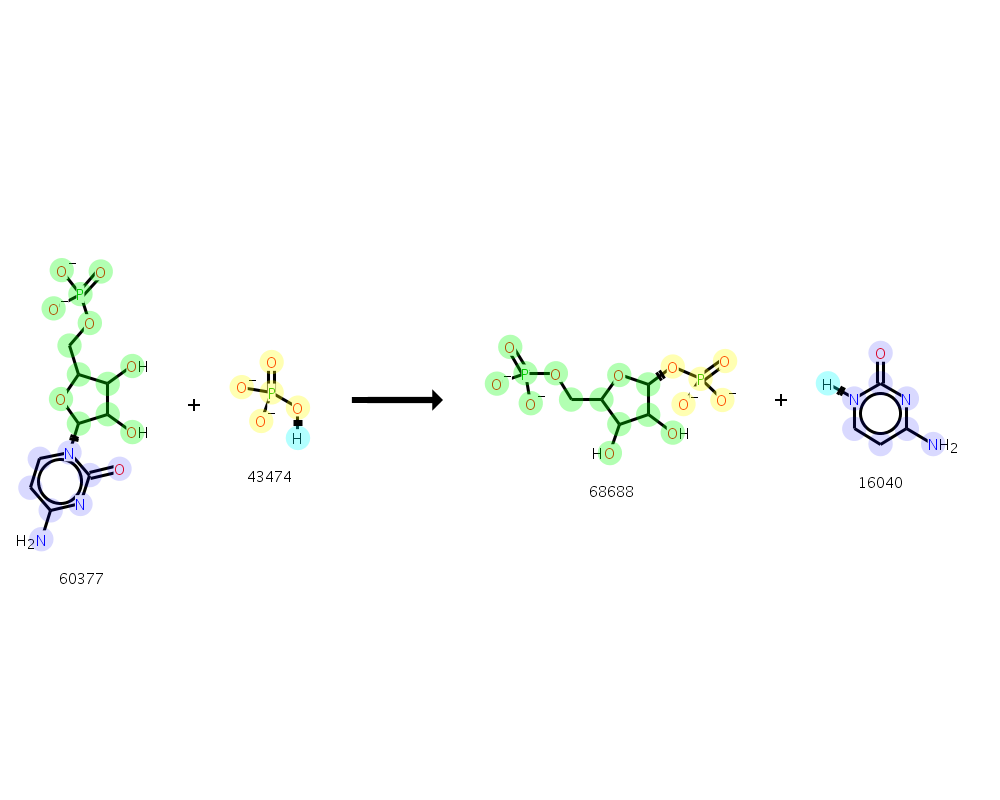 O⁻ O
O⁻ P
O
OH
O
OH
N
O
N
H₂N
60377
+
O
O⁻ P
O⁻ O
H
43474
O
O⁻ P O
O⁻
O O O
P
O⁻ O⁻
OH
HO
68688
+
O
H N N
NH₂
16040